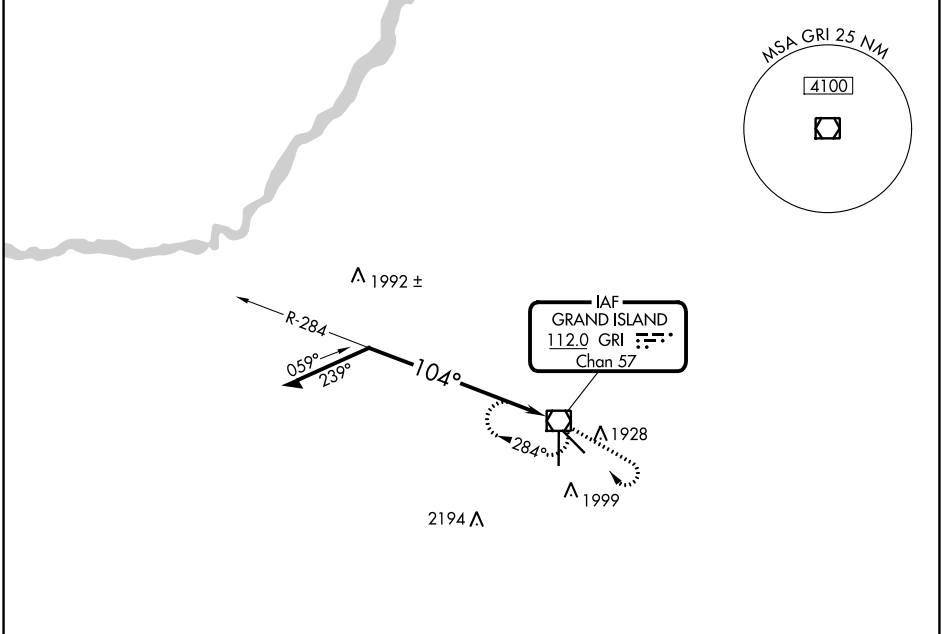 MSA GRI 25 NM
4100
1992 ±
R-284
059°
239°
104°
IAF
GRAND ISLAND
112.0 GRI
Chan 57
284°
1928
1999
2194